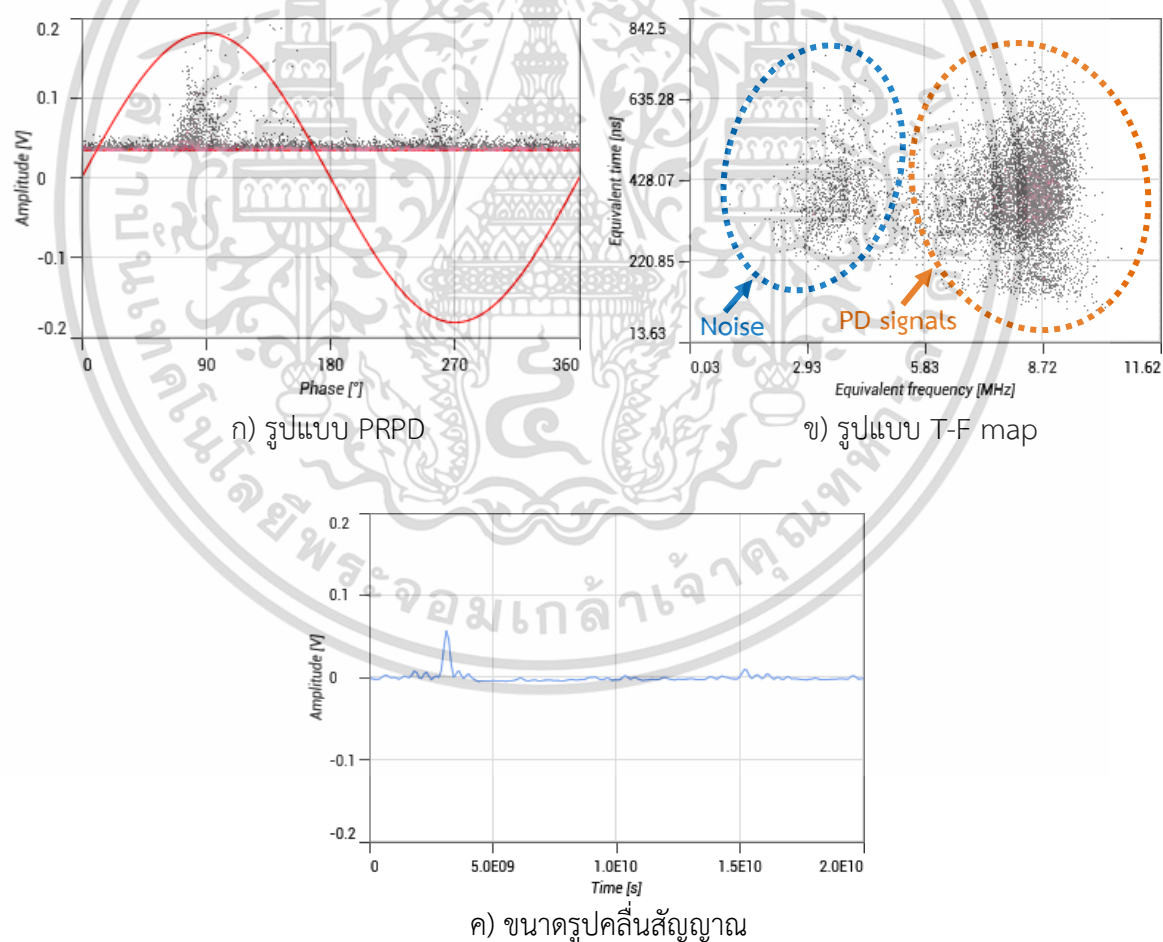 0.2
0.1
0
-0.1
-0.2
Amplitude [V]
0 90 180 270 360
Phase [°]
ก) รูปแบบ PRPD
842.5
635.28
428.07
220.85
13.63
Equivalent time [ns]
Noise
PD signals
0.03 2.93 5.83 8.72 11.62
Equivalent frequency [MHz]
ข) รูปแบบ T-F map
0.2
0.1
0
-0.1
-0.2
Amplitude [V]
0 5.0E09 1.0E10 1.5E10 2.0E10
Time [s]
ค) ขนาดรูปคลื่นสัญญาณ